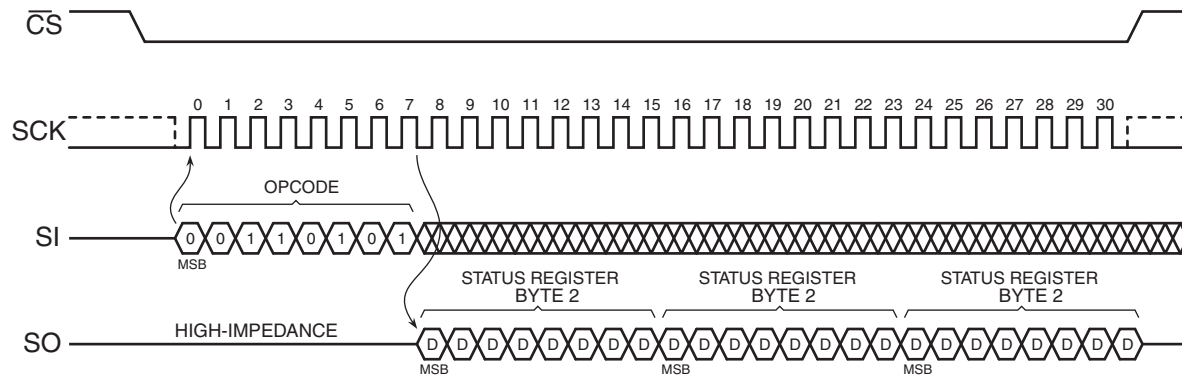 CS
0 1 2 3 4 5 6 7 8 9 10 11 12 13 14 15 16 17 18 19 20 21 22 23 24 25 26 27 28 29 30
SCK
OPCODE
SI 0 0 1 1 0 1 0 1
MSB
STATUS REGISTER
BYTE 2
STATUS REGISTER
BYTE 2
STATUS REGISTER
BYTE 2
HIGH-IMPEDANCE
SO D D D D D D D D D D D D D D D D D D D D D D D D
MSB MSB MSB